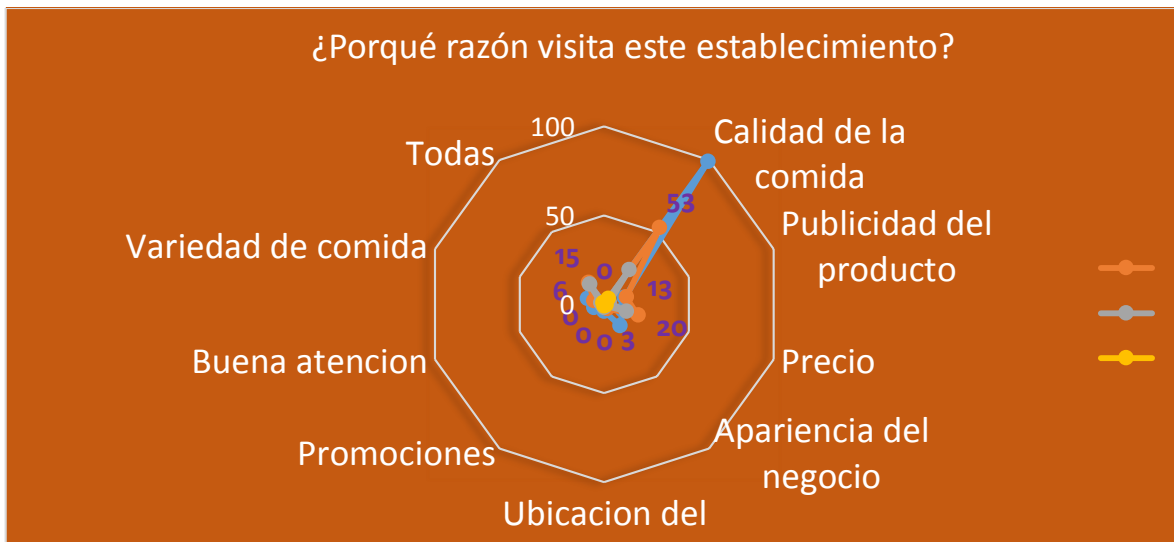 ¿Porqué razón visita este establecimiento?
100
50
0
Calidad de la
comida
Publicidad del
producto
Precio
Apariencia del
negocio
Ubicacion del
Promociones
Buena atencion
Variedad de comida
Todas
0
53
13
20
3
0
0
0
6
15